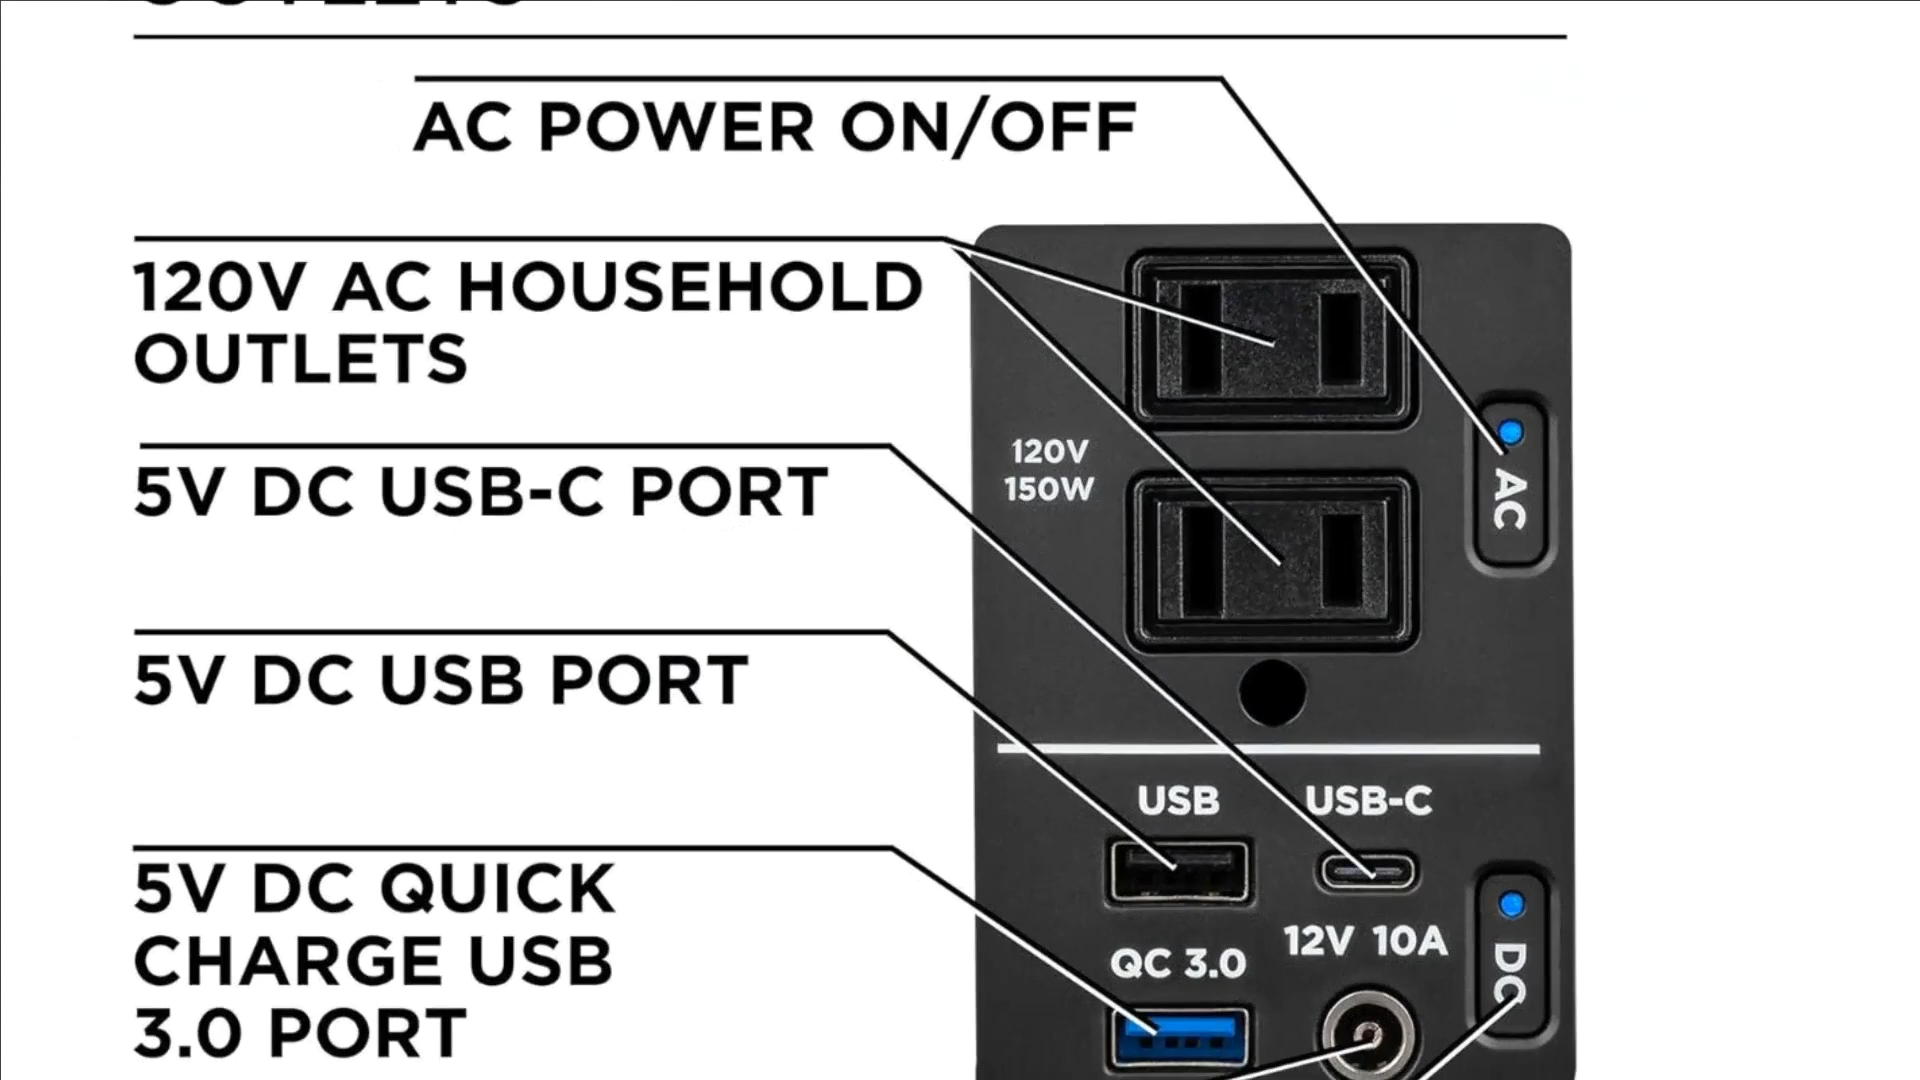 AC POWER ON/OFF
120V AC HOUSEHOLD
OUTLETS
5V DC USB-C PORT
5V DC USB PORT
5V DC QUICK
CHARGE USB
3.0 PORT
120V
150W
AC
USB
USB-C
QC 3.0
12V 10A
DC